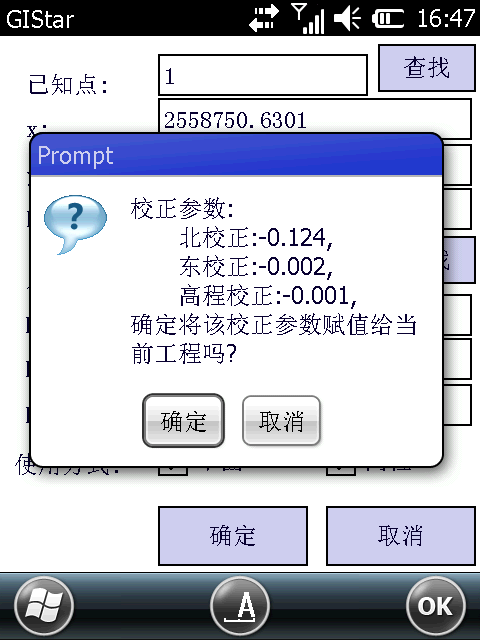 GIStar
16:47
已知点:
1
查找
x:
2558750.6301
Prompt
校正参数:
北校正:-0.124,
东校正:-0.002,
高程校正:-0.001,
确定将该校正参数赋值给当
前工程吗?
确定
取消
使用方式:
确定
取消
A
OK